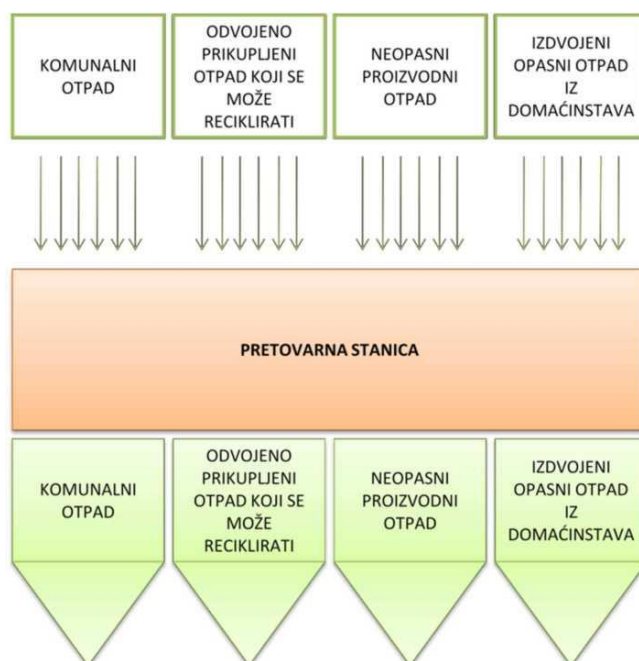 KOMUNALNI
OTPAD
ODVOJENO
PRIKUPLJENI
OTPAD KOJI SE
MOŽE
RECIKLIRATI
NEOPASNI
PROIZVODNI
OTPAD
IZDVOJENI
OPASNI OTPAD
IZ
DOMAĆINSTAVA
PRETOVARNA STANICA
KOMUNALNI
OTPAD
ODVOJENO
PRIKUPLJENI
OTPAD KOJI SE
MOŽE
RECIKLIRATI
NEOPASNI
PROIZVODNI
OTPAD
IZDVOJENI
OPASNI OTPAD
IZ
DOMAĆINSTAVA